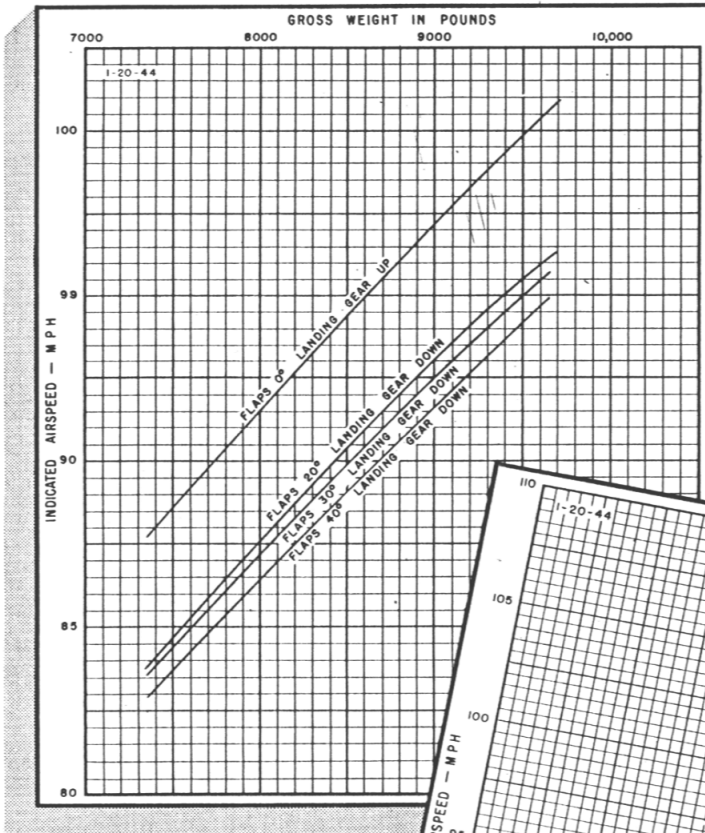 GROSS WEIGHT IN POUNDS
7000 8000 9000 10,000
1-20-44
100
99
90
85
80
INDICATED AIRSPEED — MPH
FLAPS 0° LANDING GEAR UP
FLAPS 20° LANDING GEAR DOWN
FLAPS 30° LANDING GEAR DOWN
FLAPS 40° LANDING GEAR DOWN
110
1-20-44
105
100
SPEED — MPH